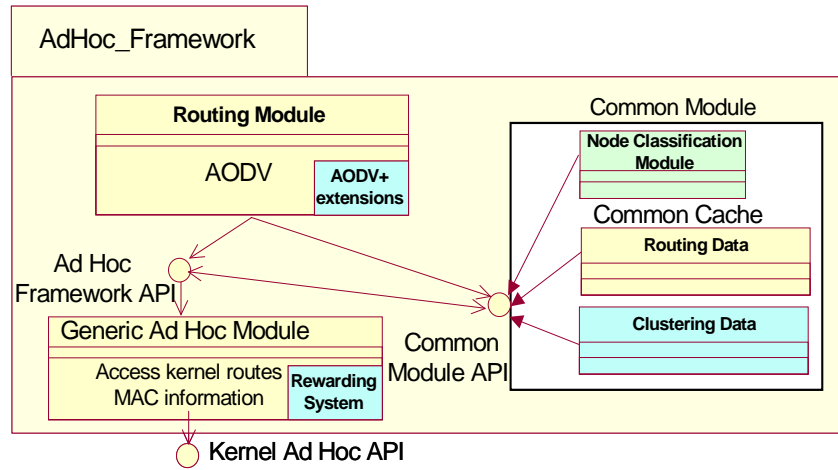 AdHoc_Framework
Routing Module
AODV
AODV+
extensions
Common Module
Node Classification
Module
Common Cache
Routing Data
Clustering Data
Ad Hoc
Framework API
Common
Module API
Generic Ad Hoc Module
Access kernel routes
MAC information
Rewarding
System
Kernel Ad Hoc API